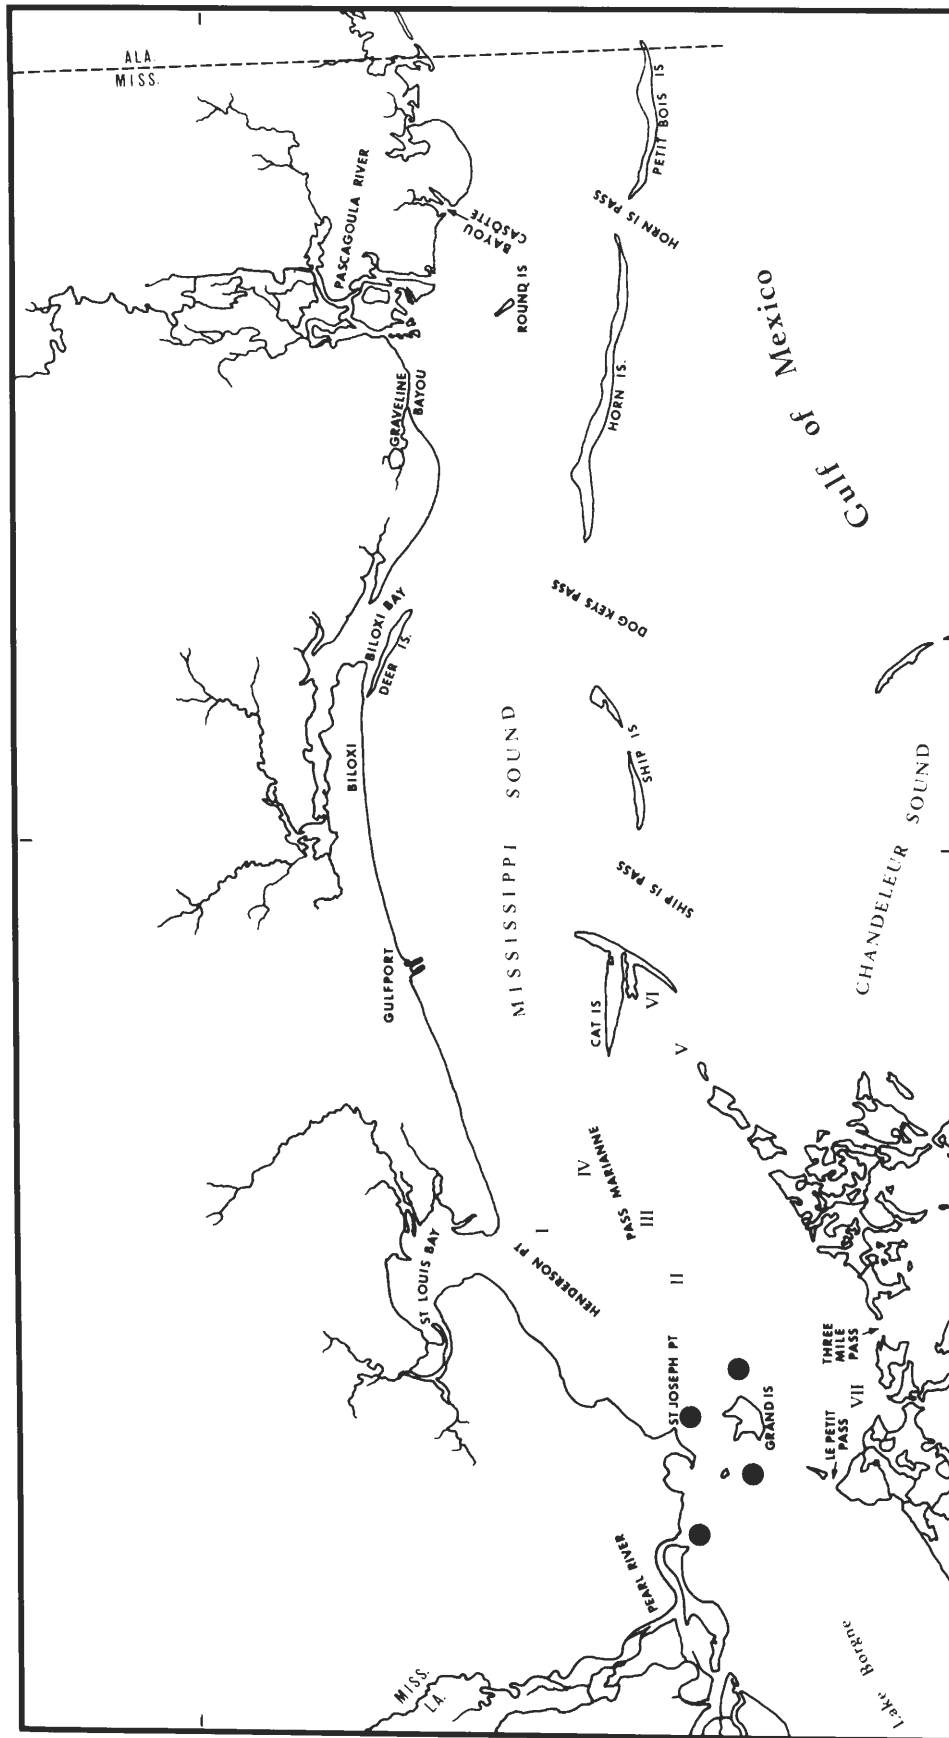 ALA.
MISS.
PASCAGOULA RIVER
BAYOU
CASOTTE
ROUND IS
PETIT BOIS IS
HORN IS PASS
HORN IS.
Gulf of Mexico
GRAVELINE
BAYOU
BILOXI BAY
DEER IS.
BILOXI
DOG KEYS PASS
MISSISSIPPI SOUND
SHIP IS
SHIP IS PASS
CHANDELEUR SOUND
GULFPORT
CAT IS
VI
V
IV
PASS MARIANNE
III
I
II
HENDERSON PT
ST LOUIS BAY
ST JOSEPH PT
GRAND IS
THREE
MILE
PASS
VII
LE PETIT
PASS
PEARL RIVER
MISS.
LA.
Lake Borgne